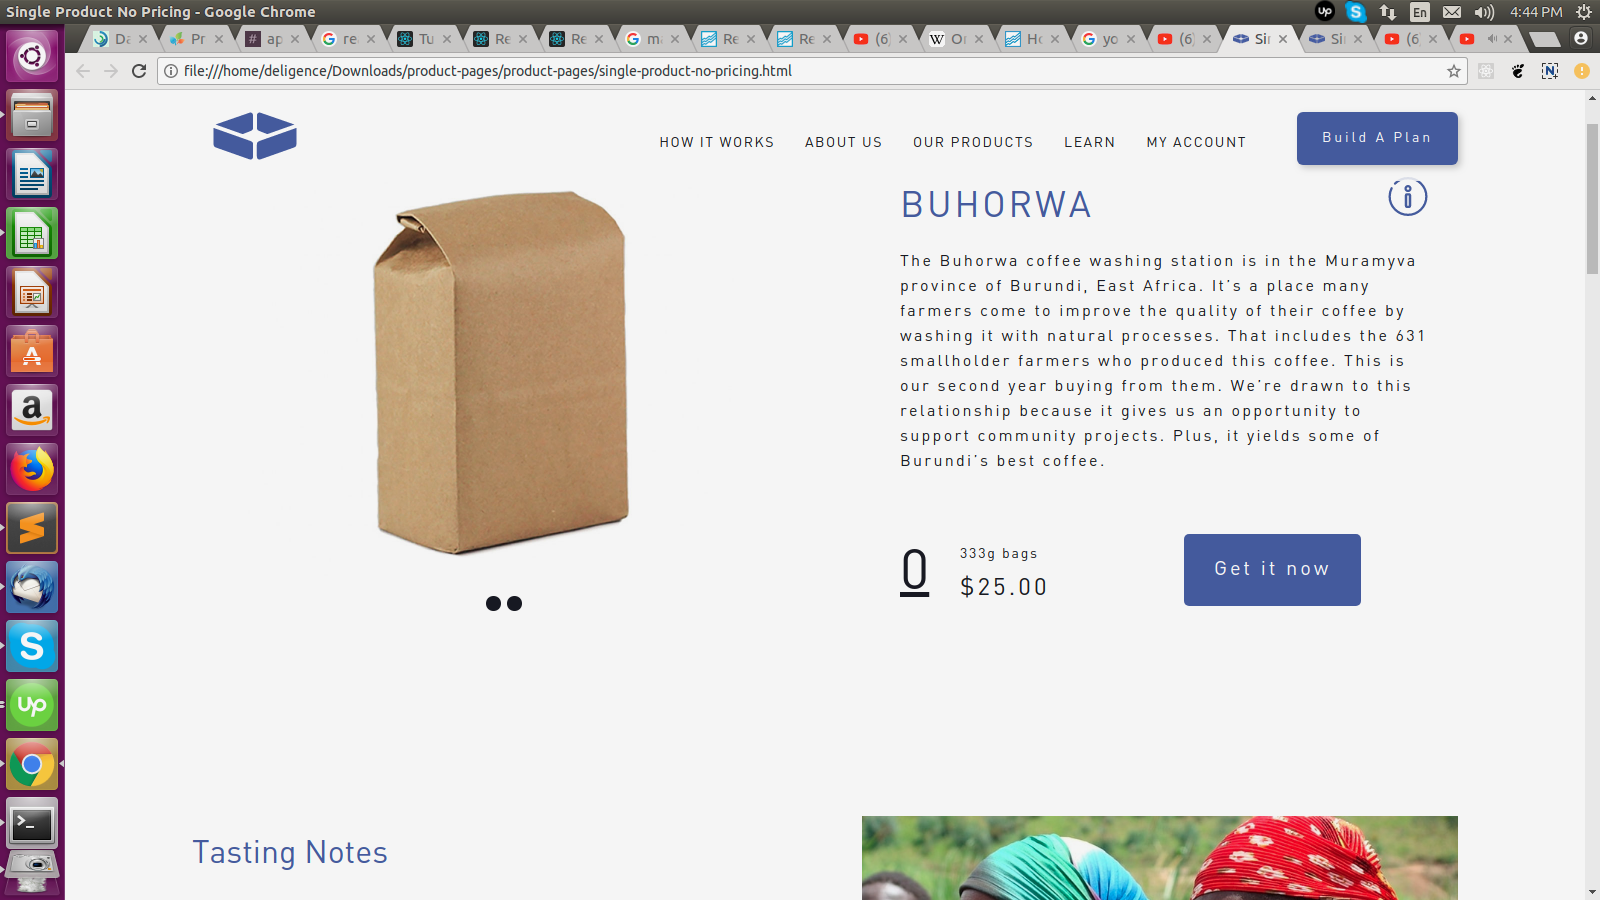 Single Product No Pricing - Google Chrome
En
4:44 PM
Da
Pr
# ap
re
Tu
Re
Re
ma
Re
Re
(6)
W Or
Ho
yo
(6)
Sin
Sin
(6)
file:///home/deligence/Downloads/product-pages/product-pages/single-product-no-pricing.html
HOW IT WORKS
ABOUT US
OUR PRODUCTS
LEARN
MY ACCOUNT
Build A Plan
BUHORWA
The Buhorwa coffee washing station is in the Muramyva
province of Burundi, East Africa. It's a place many
farmers come to improve the quality of their coffee by
washing it with natural processes. That includes the 631
smallholder farmers who produced this coffee. This is
our second year buying from them. We're drawn to this
relationship because it gives us an opportunity to
support community projects. Plus, it yields some of
Burundi's best coffee.
0
333g bags
$25.00
Get it now
Tasting Notes